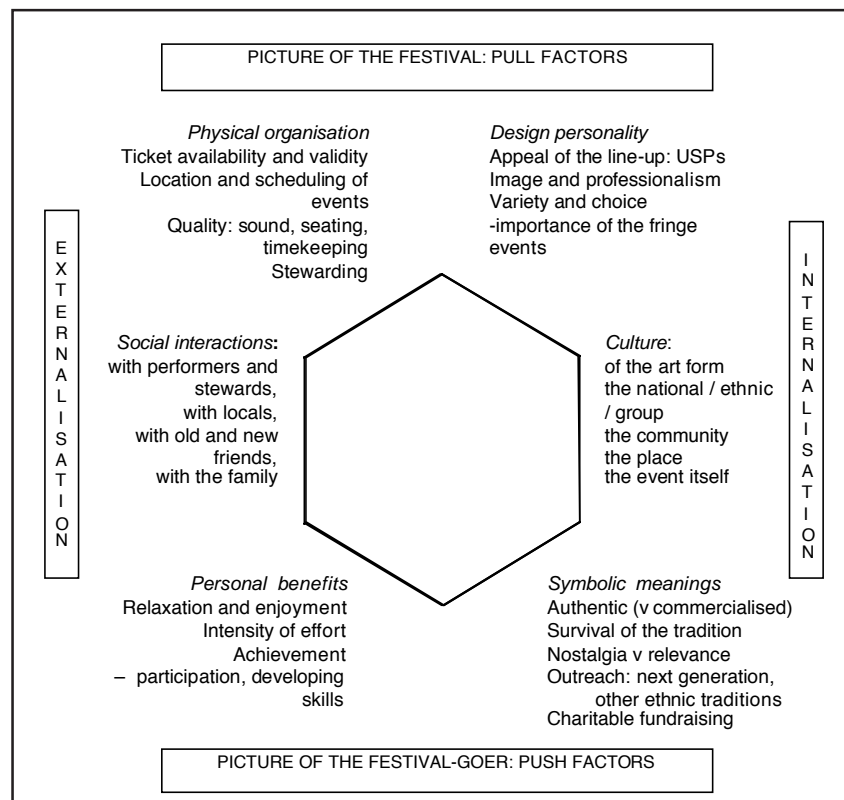 PICTURE OF THE FESTIVAL: PULL FACTORS
Physical organisation
Ticket availability and validity
Location and scheduling of
events
Quality: sound, seating,
timekeeping
Stewarding
Design personality
Appeal of the line-up: USPs
Image and professionalism
Variety and choice
-importance of the fringe
events
EXTERNALISATION
Social interactions:
with performers and
stewards,
with locals,
with old and new
friends,
with the family
Culture:
of the art form
the national / ethnic
/ group
the community
the place
the event itself
INTERNALISATION
Personal benefits
Relaxation and enjoyment
Intensity of effort
Achievement
– participation, developing
skills
Symbolic meanings
Authentic (v commercialised)
Survival of the tradition
Nostalgia v relevance
Outreach: next generation,
other ethnic traditions
Charitable fundraising
PICTURE OF THE FESTIVAL-GOER: PUSH FACTORS